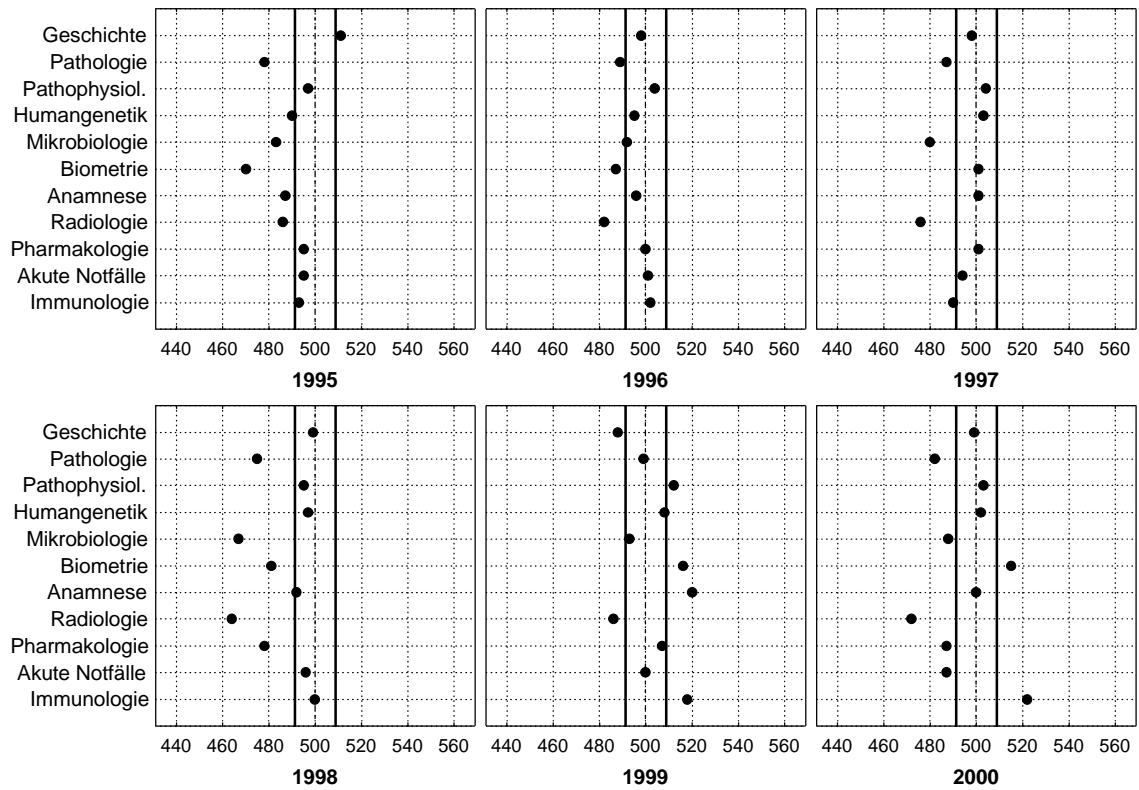 Geschichte
Pathologie
Pathophysiol.
Humangenetik
Mikrobiologie
Biometrie
Anamnese
Radiologie
Pharmakologie
Akute Notfälle
Immunologie
440 460 480 500 520 540 560 440 460 480 500 520 540 560 440 460 480 500 520 540 560
1995 1996 1997
Geschichte
Pathologie
Pathophysiol.
Humangenetik
Mikrobiologie
Biometrie
Anamnese
Radiologie
Pharmakologie
Akute Notfälle
Immunologie
440 460 480 500 520 540 560 440 460 480 500 520 540 560 440 460 480 500 520 540 560
1998 1999 2000